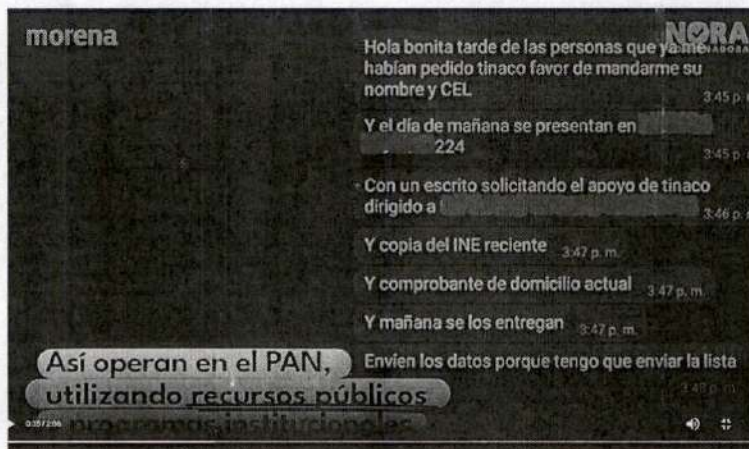 morena
NORA
Hola bonita tarde de las personas que ya me
habían pedido tinaco favor de mandarme su
nombre y CEL
3:45 p.
Y el día de mañana se presentan en
224
3:45 p.
Con un escrito solicitando el apoyo de tinaco
dirigido a
3:46 p.
Y copia del INE reciente 3:47 p. m.
Y comprobante de domicilio actual 3:47 p. m.
Y mañana se los entregan 3:47 p. m.
Envíen los datos porque tengo que enviar la lista
Así operan en el PAN,
utilizando recursos públicos
programas institucionales